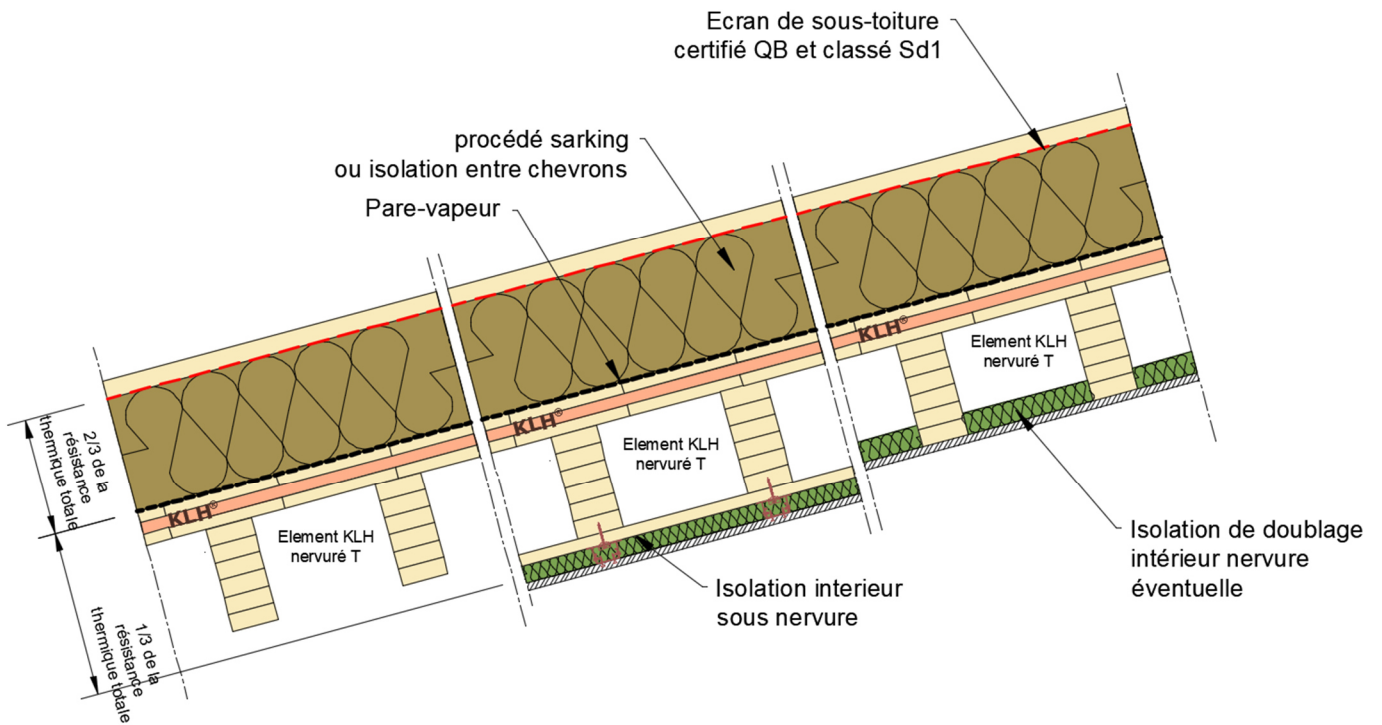 Ecran de sous-toiture
certifié QB et classé Sd1
procédé sarking
ou isolation entre chevrons
Pare-vapeur
KLH®
Element KLH
nervuré T
KLH®
Element KLH
nervuré T
KLH®
Element KLH
nervuré T
2/3 de la
résistance
thermique totale
1/3 de la
résistance
thermique totale
Isolation interieur
sous nervure
Isolation de doublage
intérieur nervure
éventuelle